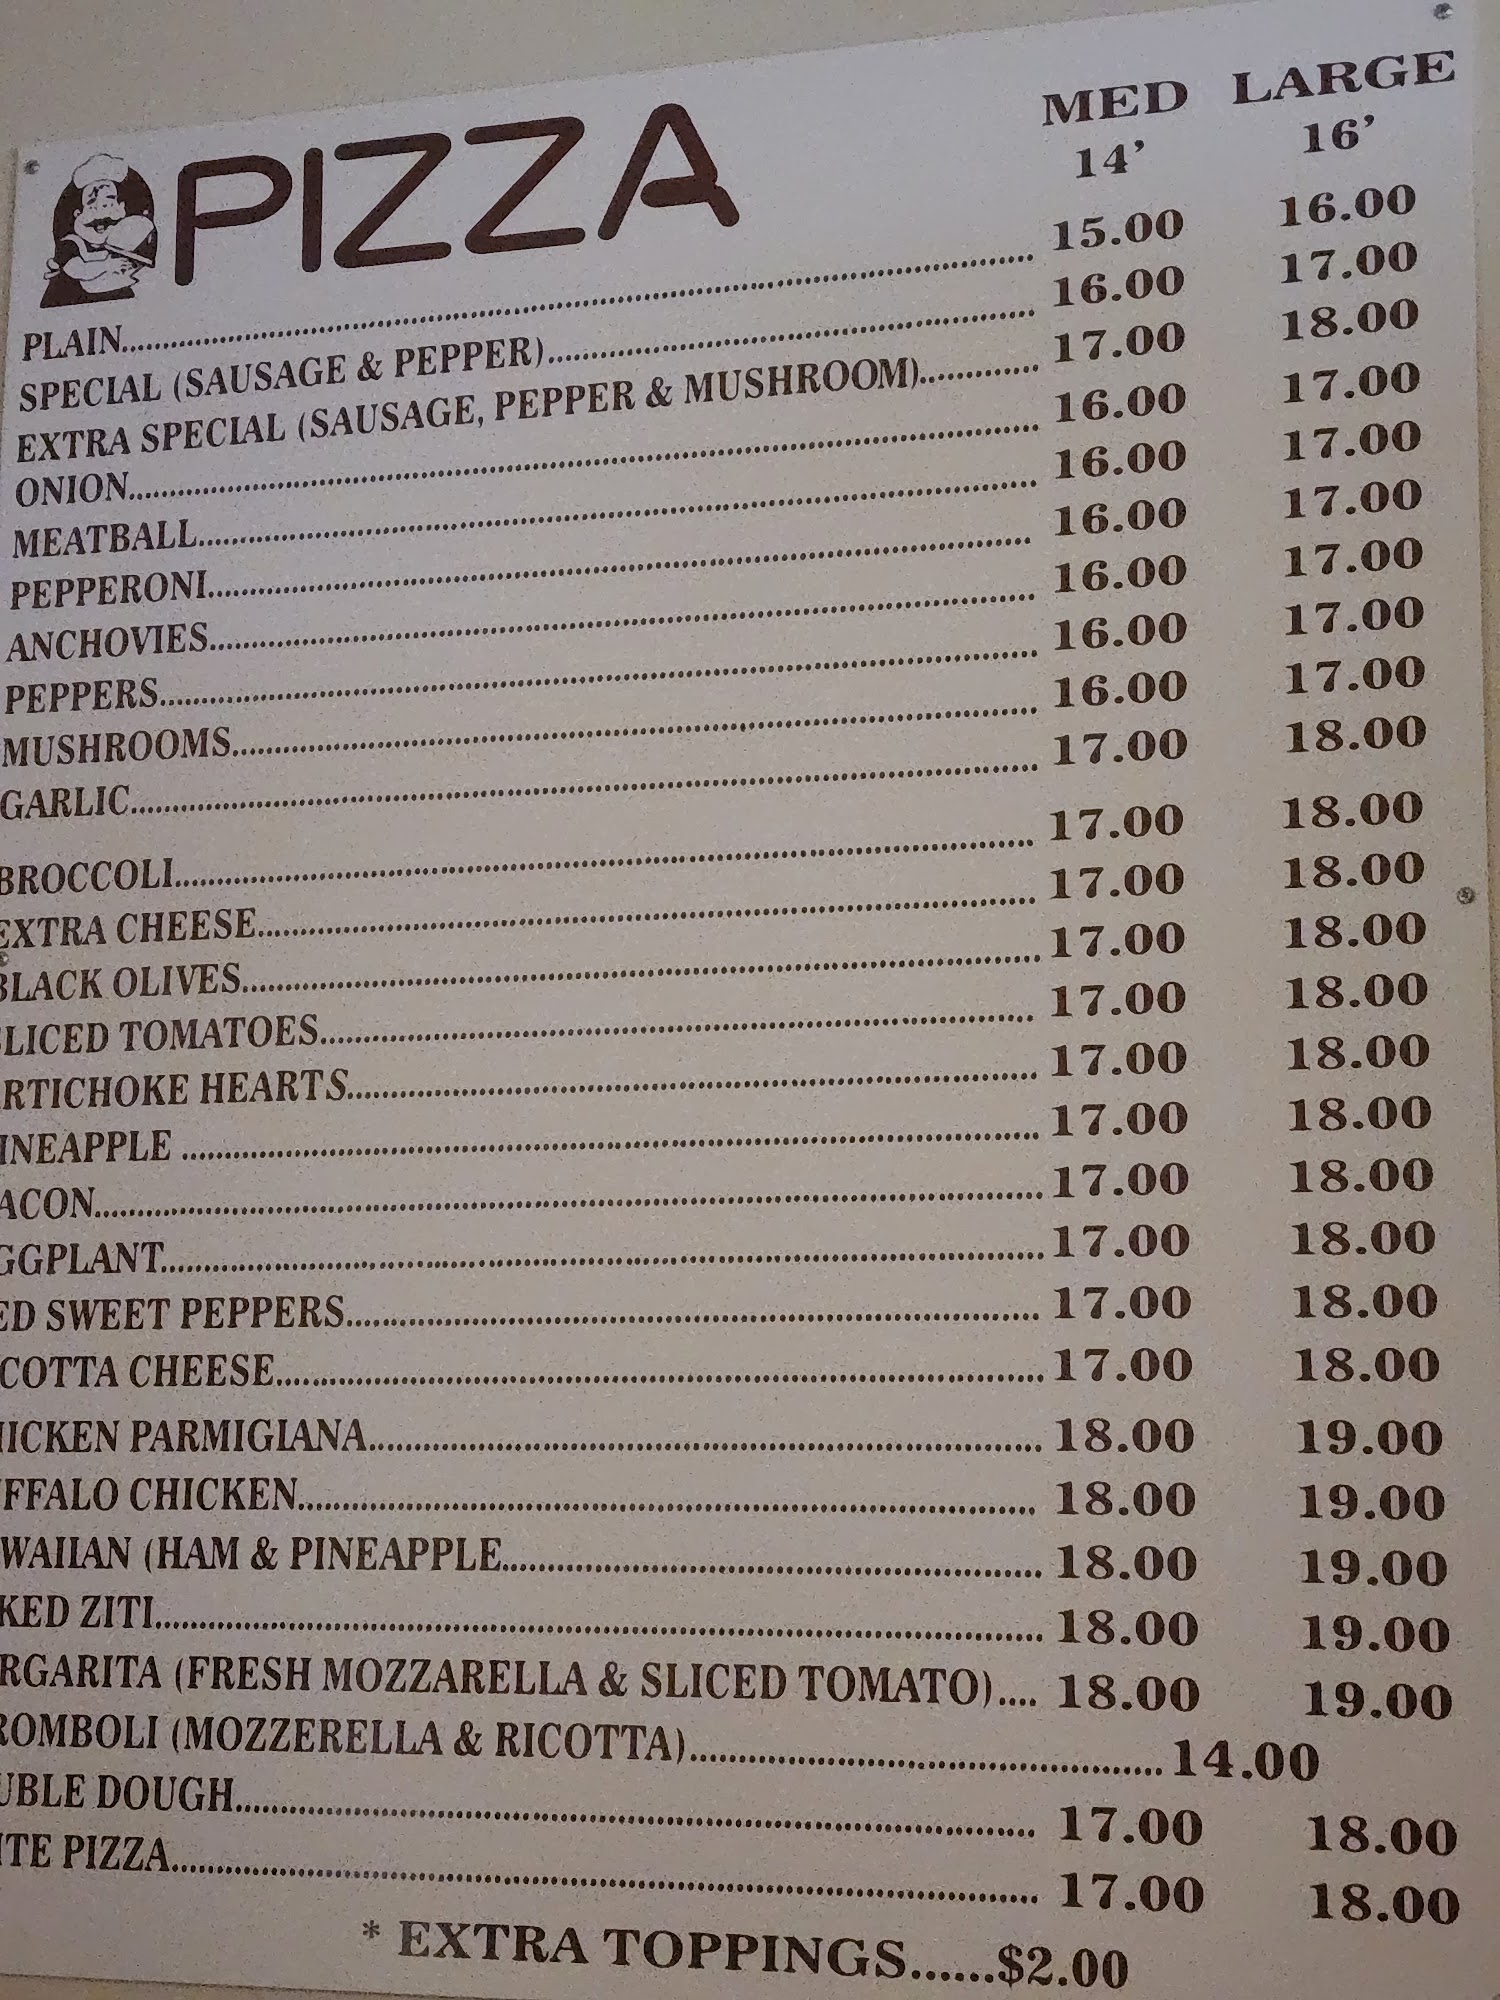 MED LARGE
PIZZA 14' 16'
PLAIN........ 15.00 16.00
SPECIAL (SAUSAGE & PEPPER)........ 16.00 17.00
EXTRA SPECIAL (SAUSAGE, PEPPER & MUSHROOM)........ 17.00 18.00
ONION........ 16.00 17.00
MEATBALL........ 16.00 17.00
PEPPERONI........ 16.00 17.00
ANCHOVIES........ 16.00 17.00
PEPPERS........ 16.00 17.00
MUSHROOMS........ 16.00 17.00
GARLIC........ 17.00 18.00
BROCCOLI........ 17.00 18.00
EXTRA CHEESE........ 17.00 18.00
BLACK OLIVES........ 17.00 18.00
LICED TOMATOES........ 17.00 18.00
RTICHOKE HEARTS........ 17.00 18.00
INEAPPLE ........ 17.00 18.00
ACON........ 17.00 18.00
GGPLANT........ 17.00 18.00
ED SWEET PEPPERS........ 17.00 18.00
COTTA CHEESE........ 17.00 18.00
HICKEN PARMIGIANA........ 18.00 19.00
FFALO CHICKEN........ 18.00 19.00
WAIIAN (HAM & PINEAPPLE........ 18.00 19.00
KED ZITI........ 18.00 19.00
RGARITA (FRESH MOZZARELLA & SLICED TOMATO).... 18.00 19.00
ROMBOLI (MOZZERELLA & RICOTTA)........ 14.00
UBLE DOUGH........ 17.00 18.00
ITE PIZZA........ 17.00 18.00
* EXTRA TOPPINGS......$2.00